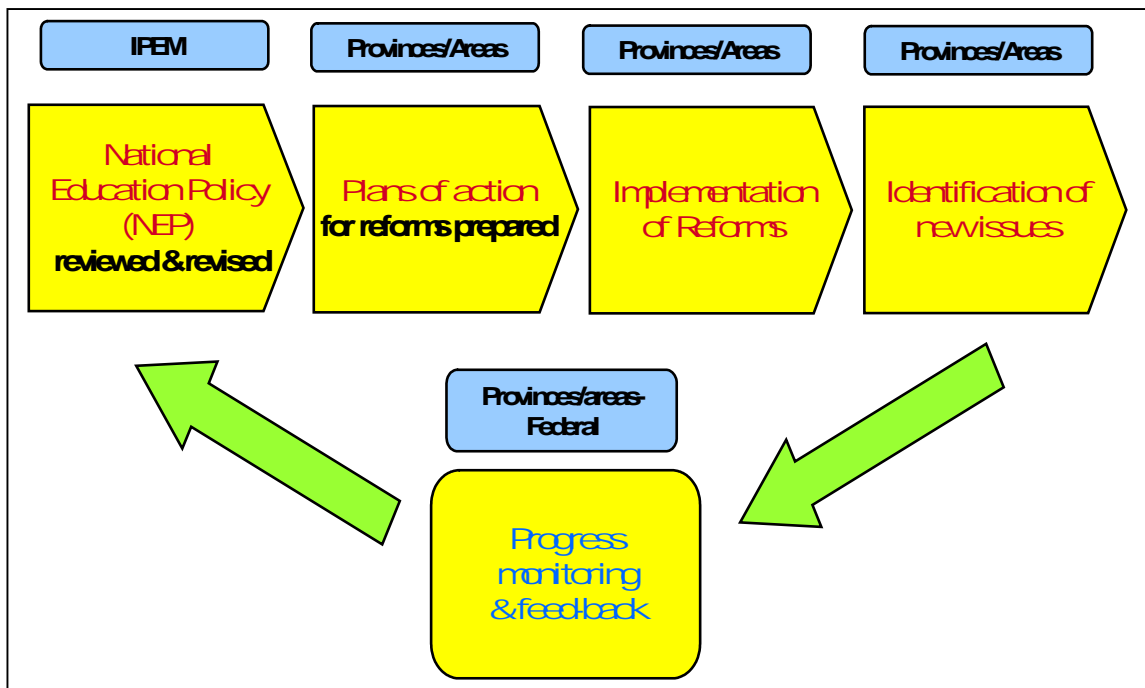 IPEM
Provinces/Areas
Provinces/Areas
Provinces/Areas
National
Education Policy
(NEP)
reviewed & revised
Plans of action
for reforms prepared
Implementation
of Reforms
Identification of
new issues
Provinces/areas-
Federal
Progress
monitoring
& feed-back